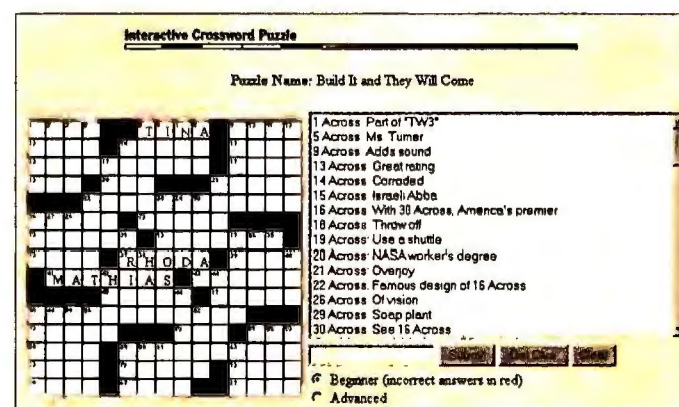 Interactive Crossword Puzzle
Puzzle Name: Build It and They Will Come
T I N A
R H O D A
M A T H I A S
1 Across Part of "TW3"
5 Across Ms. Turner
9 Across Adds sound
13 Across Great rating
14 Across Corroded
15 Across Israeli Abba
16 Across With 30 Across, America's premier
18 Across Throw off
19 Across Use a shuttle
20 Across NASA worker's degree
21 Across Overjoy
22 Across Famous design of 16 Across
26 Across Of vision
29 Across Soap plant
30 Across See 16 Across
Submit
Beginner (incorrect answers in red)
Advanced